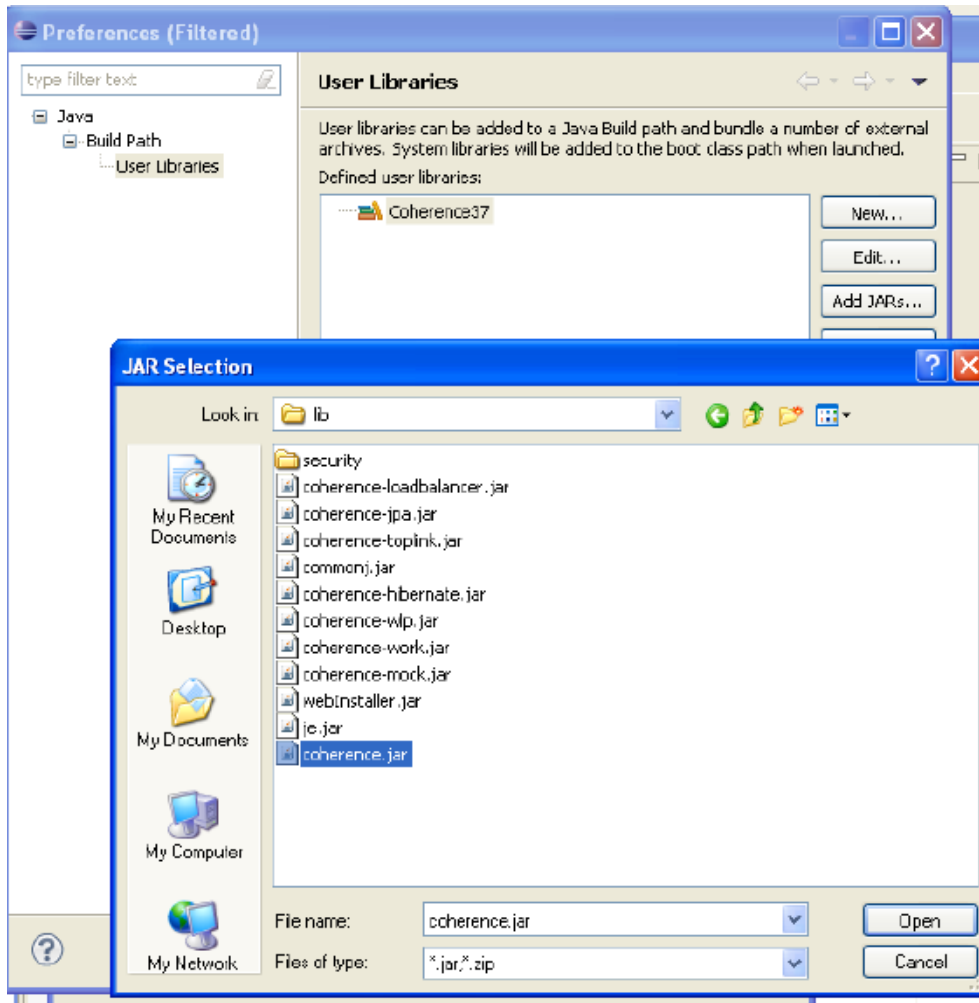 Preferences (Filtered)
type filter text
Java
Build Path
User Libraries
User Libraries
User libraries can be added to a Java Build path and bundle a number of external
archives. System libraries will be added to the boot class path when launched.
Defined user libraries:
Coherence37
New...
Edit...
Add JARs...
JAR Selection
Look in:
lib
My Recent
Documents
Desktop
My Documents
My Computer
My Network
security
coherence-loadbalancer.jar
coherence-jpa.jar
coherence-toplink.jar
commonj.jar
coherence-hibernate.jar
coherence-wlp.jar
coherence-work.jar
coherence-mock.jar
webInstaller.jar
je.jar
coherence.jar
File name:
coherence.jar
Open
Files of type:
*.jar;*.zip
Cancel